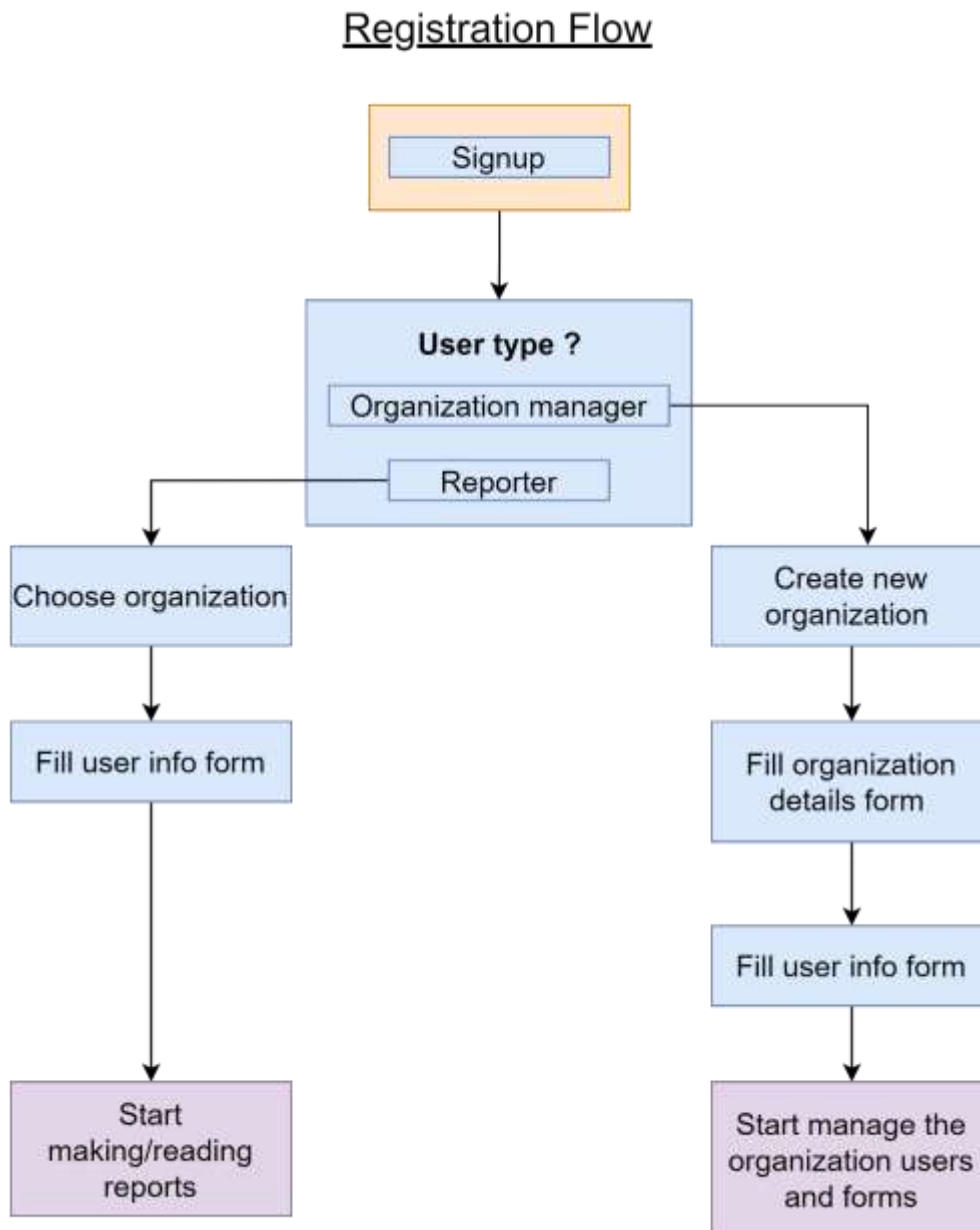 Registration Flow
Signup
User type ?
Organization manager
Reporter
Choose organization
Create new
organization
Fill user info form
Fill organization
details form
Fill user info form
Start
making/reading
reports
Start manage the
organization users
and forms